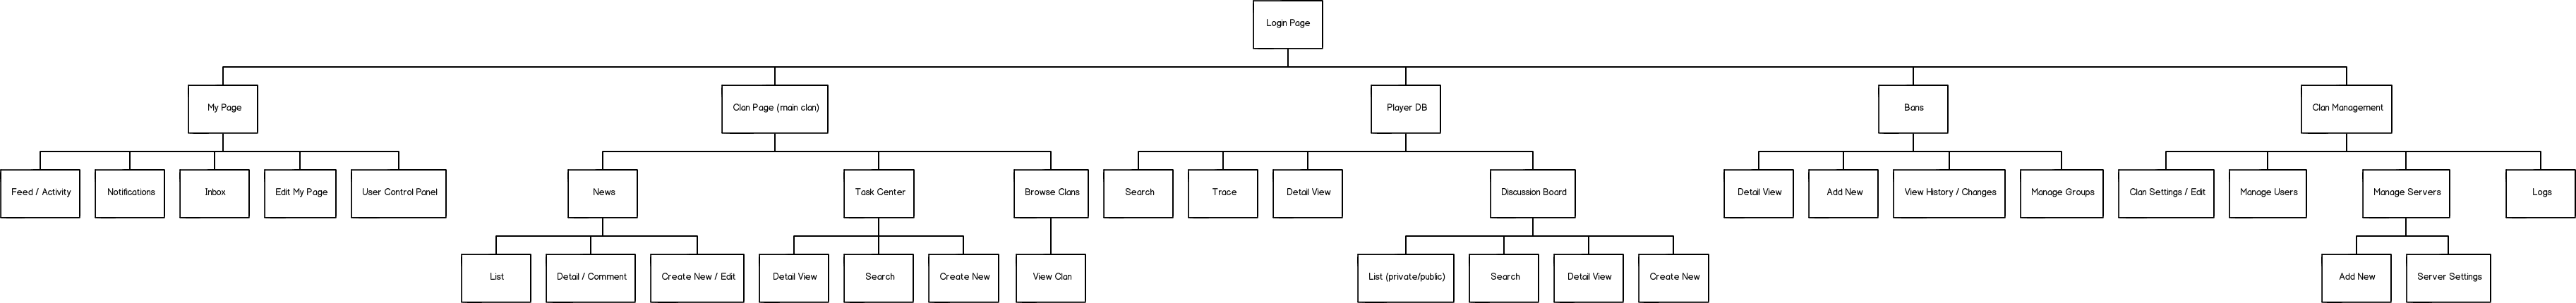 Login Page
My Page
Clan Page (main clan)
Player DB
Bans
Clan Management
Feed / Activity
Notifications
Inbox
Edit My Page
User Control Panel
News
Task Center
Browse Clans
Search
Trace
Detail View
Discussion Board
Detail View
Add New
View History / Changes
Manage Groups
Clan Settings / Edit
Manage Users
Manage Servers
Logs
List
Detail / Comment
Create New / Edit
Detail View
Search
Create New
View Clan
List (private/public)
Search
Detail View
Create New
Add New
Server Settings